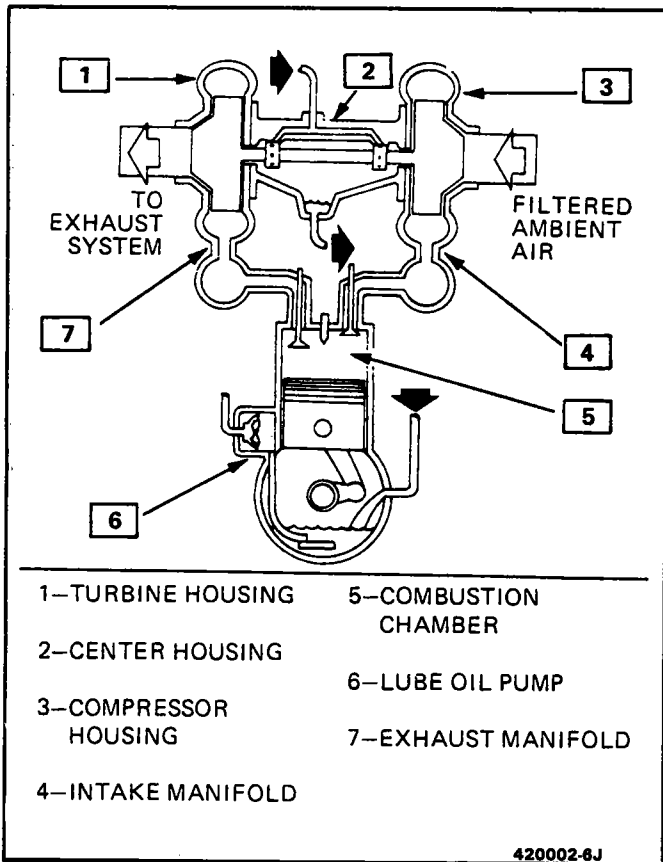 1
2
3
TO
EXHAUST
SYSTEM
FILTERED
AMBIENT
AIR
7
4
5
6
1—TURBINE HOUSING
2—CENTER HOUSING
3—COMPRESSOR
HOUSING
4—INTAKE MANIFOLD
5—COMBUSTION
CHAMBER
6—LUBE OIL PUMP
7—EXHAUST MANIFOLD
420002-6J